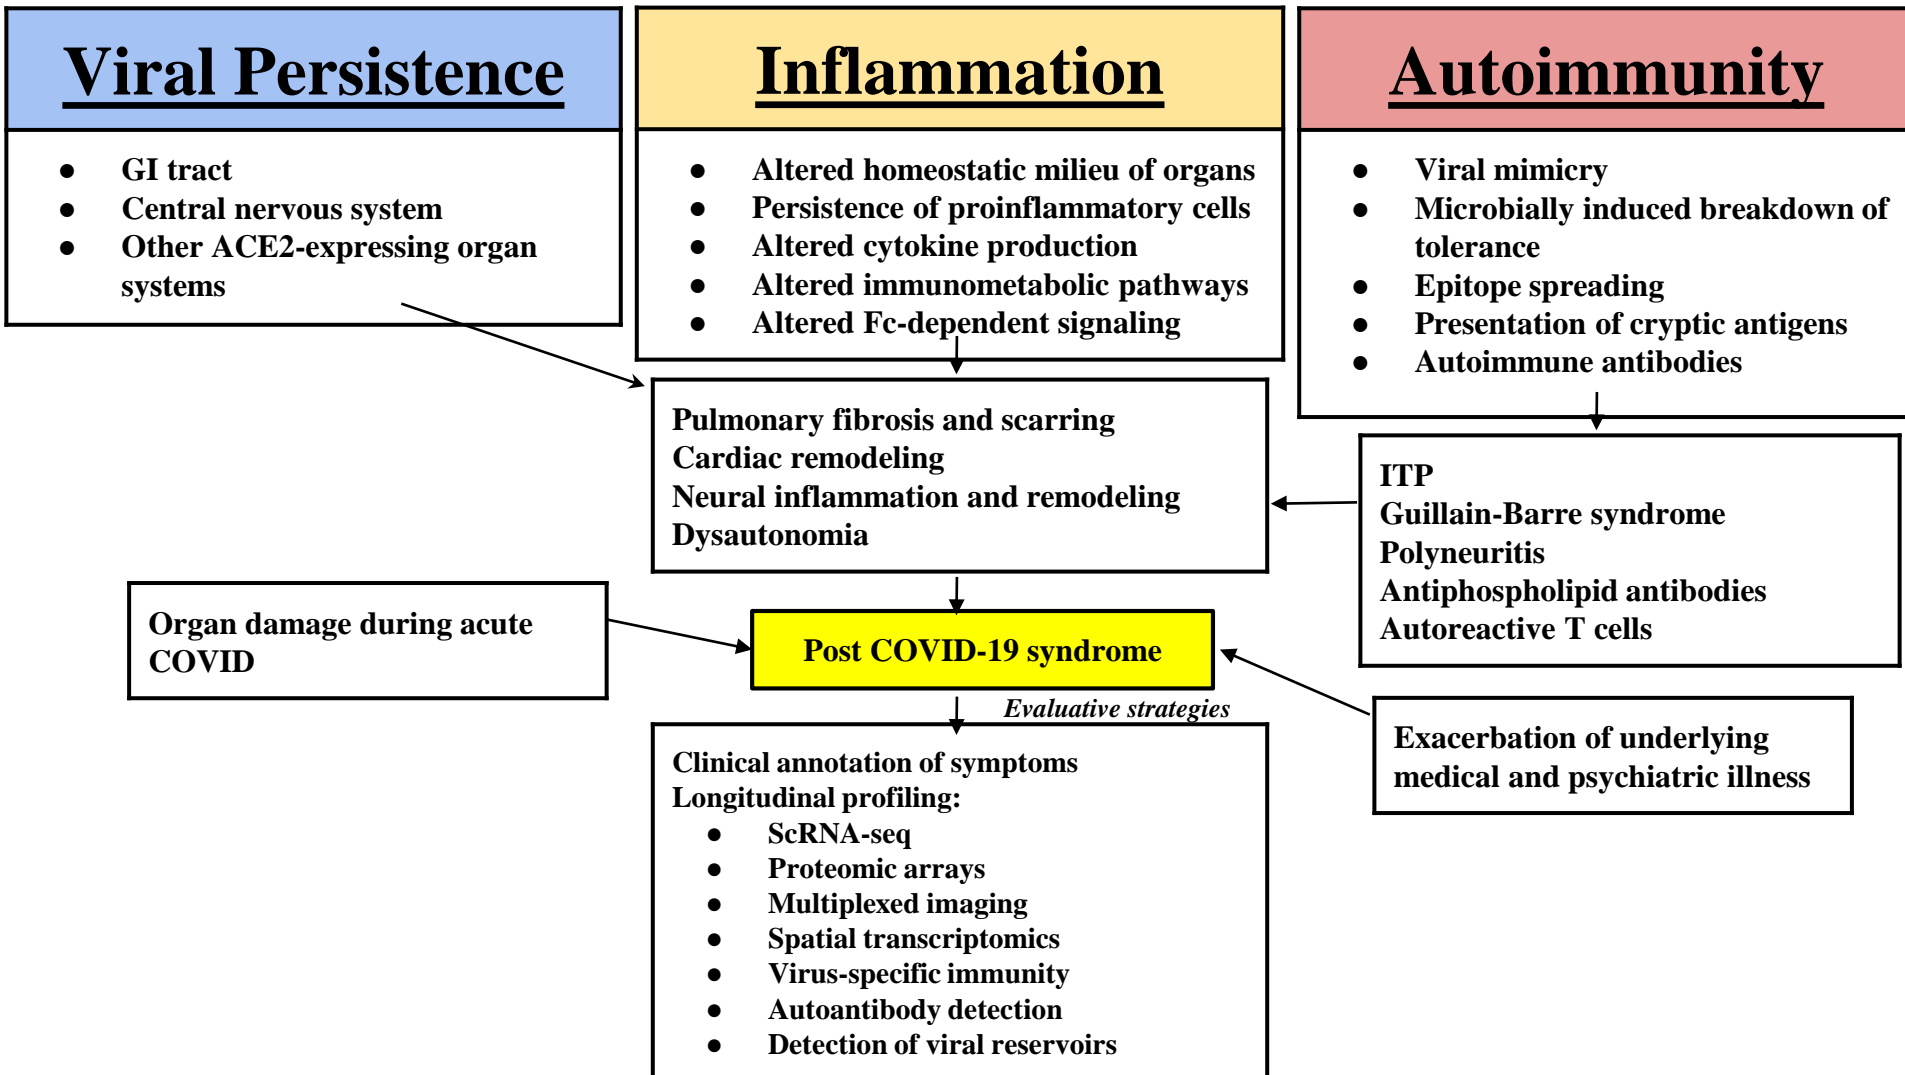 Viral Persistence
● GI tract
● Central nervous system
● Other ACE2-expressing organ
systems
Inflammation
● Altered homeostatic milieu of organs
● Persistence of proinflammatory cells
● Altered cytokine production
● Altered immunometabolic pathways
● Altered Fc-dependent signaling
Autoimmunity
● Viral mimicry
● Microbially induced breakdown of
tolerance
● Epitope spreading
● Presentation of cryptic antigens
● Autoimmune antibodies
Pulmonary fibrosis and scarring
Cardiac remodeling
Neural inflammation and remodeling
Dysautonomia
ITP
Guillain-Barre syndrome
Polyneuritis
Antiphospholipid antibodies
Autoreactive T cells
Organ damage during acute
COVID
Post COVID-19 syndrome
Exacerbation of underlying
medical and psychiatric illness
Evaluative strategies
Clinical annotation of symptoms
Longitudinal profiling:
● ScRNA-seq
● Proteomic arrays
● Multiplexed imaging
● Spatial transcriptomics
● Virus-specific immunity
● Autoantibody detection
● Detection of viral reservoirs